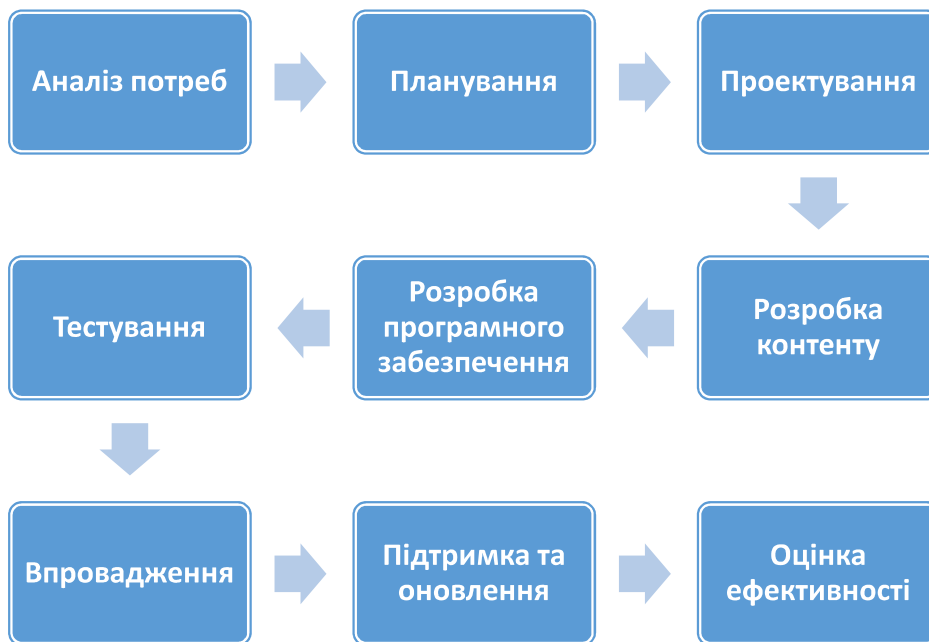 Аналіз потреб
Планування
Проектування
Розробка
контенту
Розробка
програмного
забезпечення
Тестування
Впровадження
Підтримка та
оновлення
Оцінка
ефективності